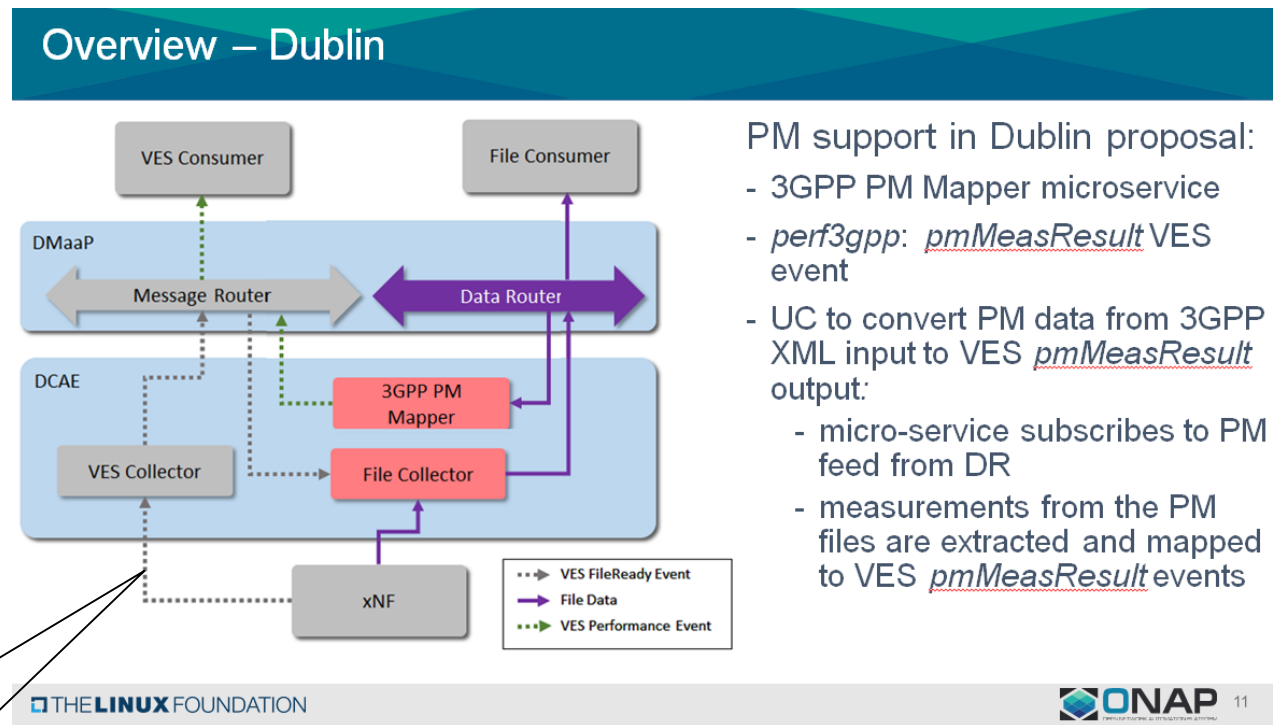 Overview – Dublin
VES Consumer
File Consumer
DMaaP
Message Router
Data Router
DCAE
3GPP PM
Mapper
VES Collector
File Collector
xNF
VES FileReady Event
File Data
VES Performance Event
PM support in Dublin proposal:
- 3GPP PM Mapper microservice
- perf3gpp: pmMeasResult VES
event
- UC to convert PM data from 3GPP
XML input to VES pmMeasResult
output:
- micro-service subscribes to PM
feed from DR
- measurements from the PM
files are extracted and mapped
to VES pmMeasResult events
THE LINUX FOUNDATION
ONAP
OPEN NETWORK AUTOMATION PLATFORM
11